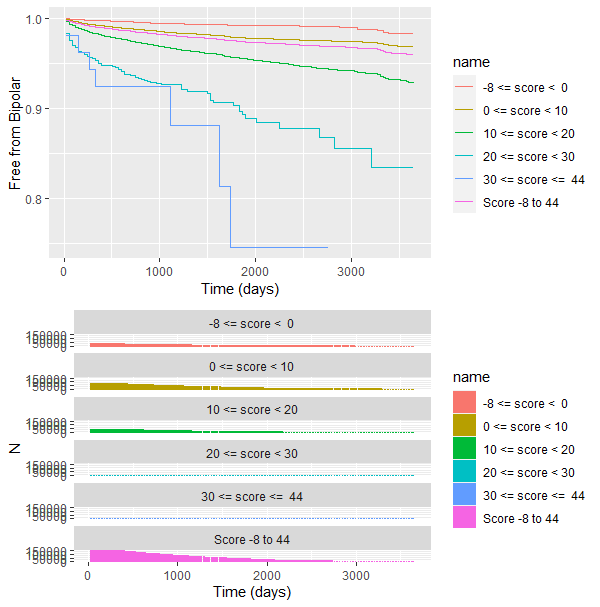 1.0
0.9
0.8
Free from Bipolar
0 1000 2000 3000
Time (days)
name
-8 <= score < 0
0 <= score < 10
10 <= score < 20
20 <= score < 30
30 <= score <= 44
Score -8 to 44
-8 <= score < 0
0 <= score < 10
10 <= score < 20
20 <= score < 30
30 <= score <= 44
Score -8 to 44
N
0 1000 2000 3000
Time (days)
name
-8 <= score < 0
0 <= score < 10
10 <= score < 20
20 <= score < 30
30 <= score <= 44
Score -8 to 44